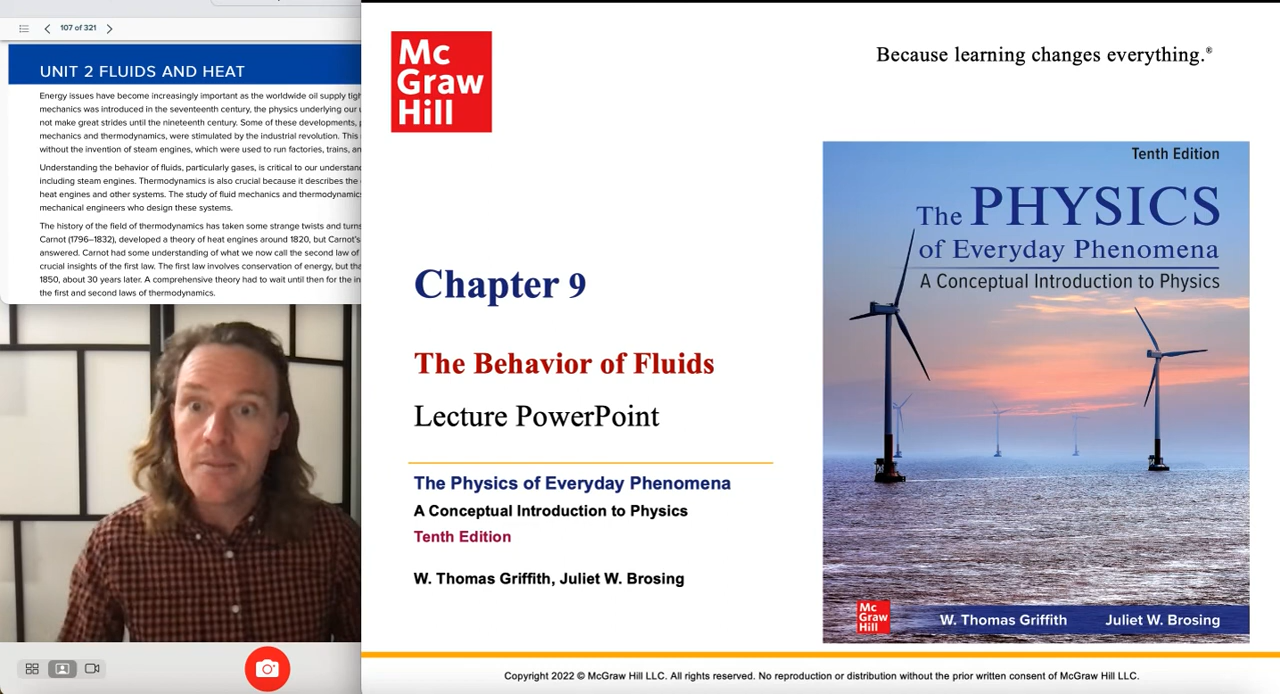 107 of 321
UNIT 2 FLUIDS AND HEAT
Energy issues have become increasingly important as the worldwide oil supply
mechanics was introduced in the seventeenth century, the physics underlying our
not make great strides until the nineteenth century. Some of these developments,
mechanics and thermodynamics, were stimulated by the industrial revolution. This
without the invention of steam engines, which were used to run factories, trains,
Understanding the behavior of fluids, particularly gases, is critical to our
including steam engines. Thermodynamics is also crucial because it describes the
heat engines and other systems. The study of fluid mechanics and thermodynamics
mechanical engineers who design these systems.
The history of the field of thermodynamics has taken some strange twists and
Carnot (1796–1832), developed a theory of heat engines around 1820, but Carnot's
answered. Carnot had some understanding of what we now call the second law of
crucial insights of the first law. The first law involves conservation of energy, but
1850, about 30 years later. A comprehensive theory had to wait until then for the
the first and second laws of thermodynamics.
Mc
Graw
Hill
Because learning changes everything.®
Chapter 9
The Behavior of Fluids
Lecture PowerPoint
The Physics of Everyday Phenomena
A Conceptual Introduction to Physics
Tenth Edition
W. Thomas Griffith, Juliet W. Brosing
Tenth Edition
The PHYSICS
of Everyday Phenomena
A Conceptual Introduction to Physics
Mc
Graw
Hill
W. Thomas Griffith Juliet W. Brosing
Copyright 2022 © McGraw Hill LLC. All rights reserved. No reproduction or distribution without the prior written consent of McGraw Hill LLC.